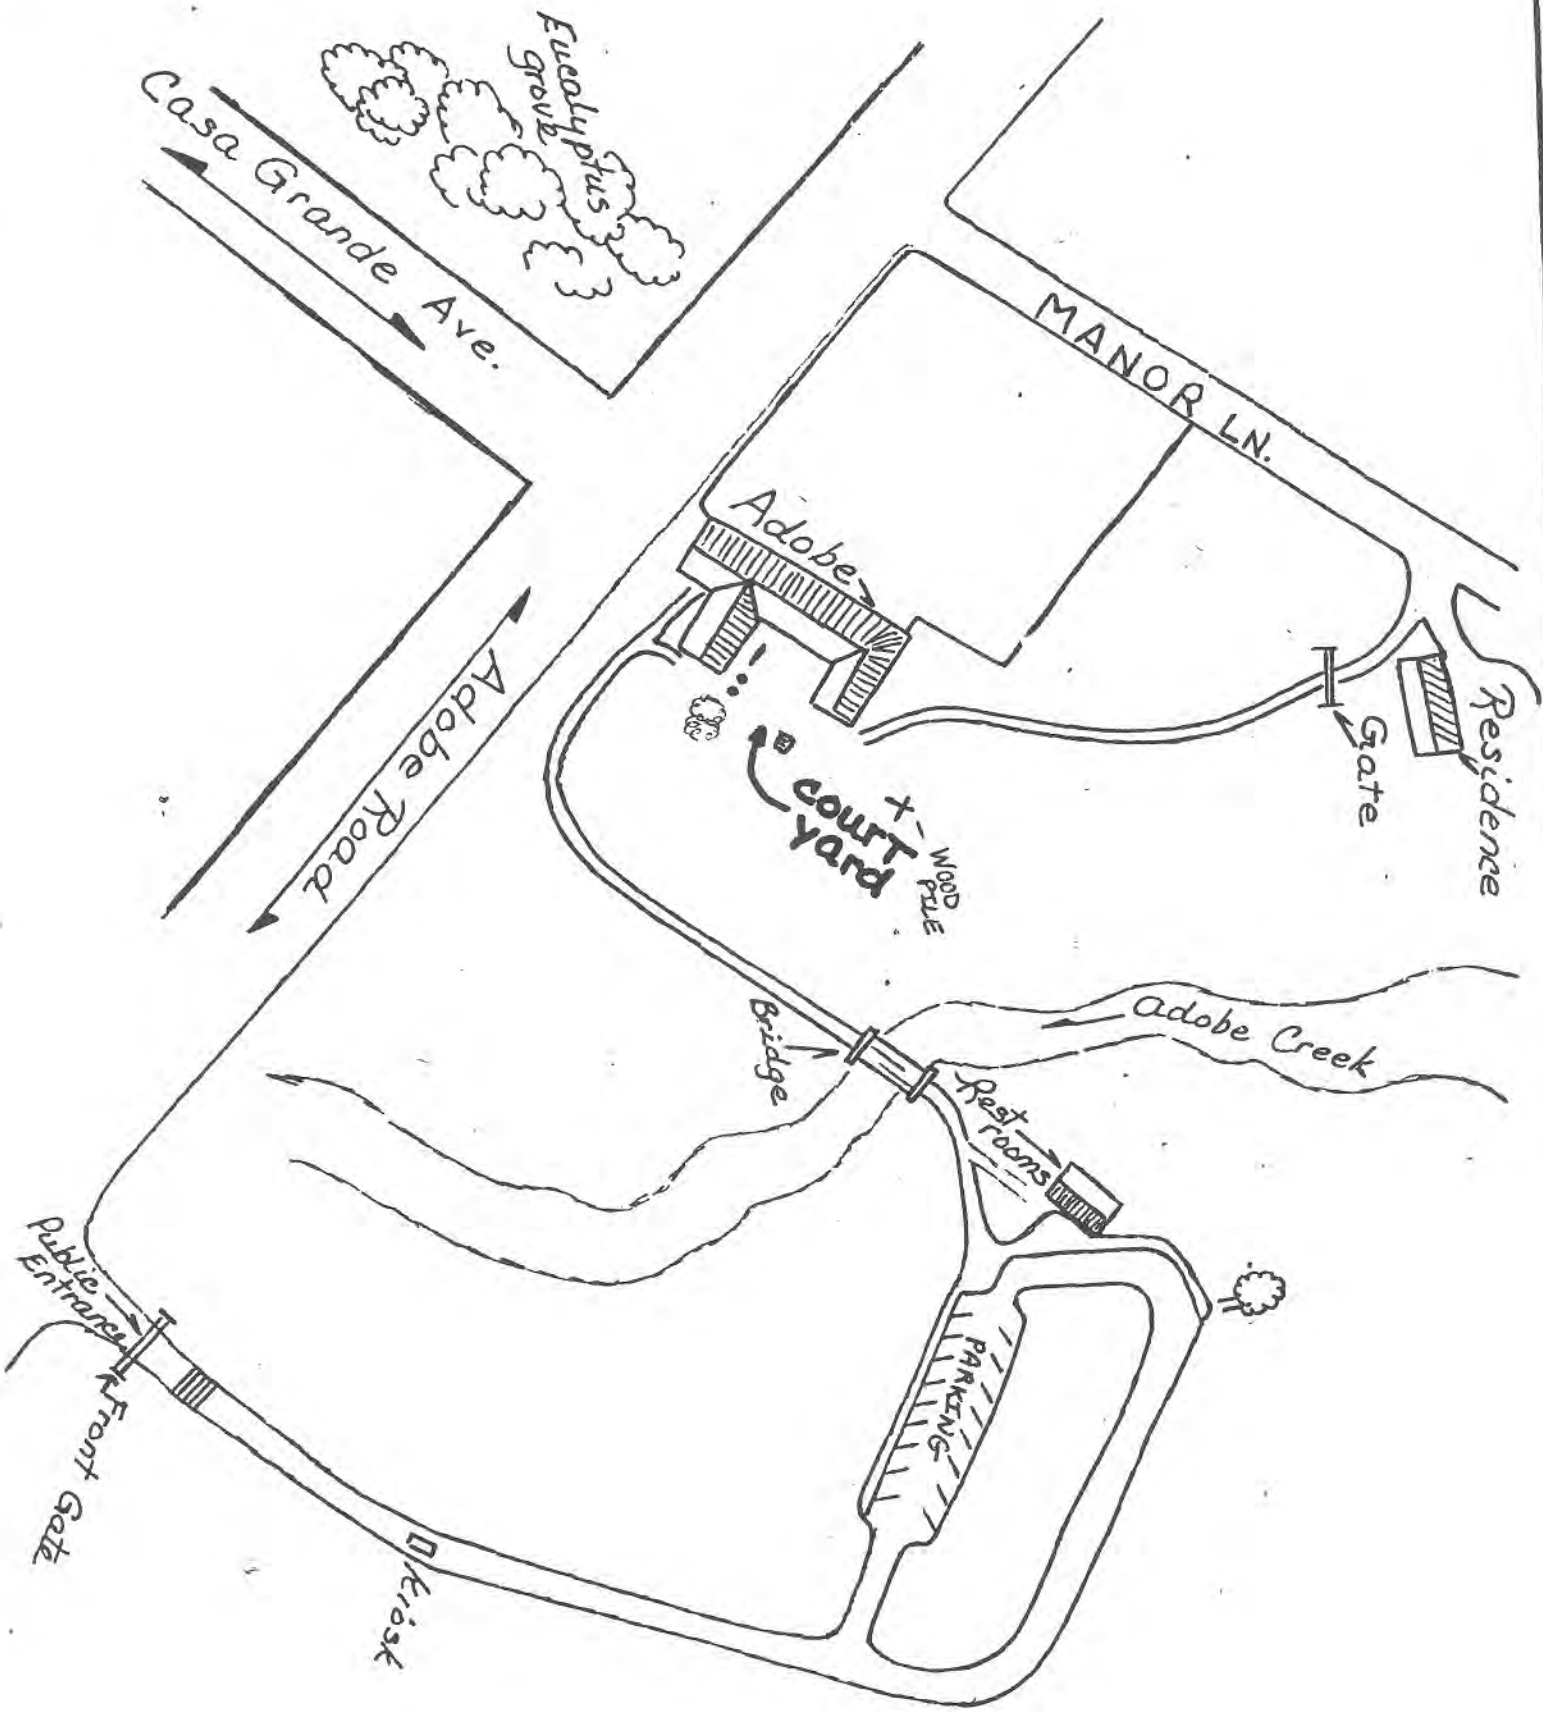 Eucalyptus
grove
Casa Grande Ave.
MANOR LN.
Adobe
Residence
Gate
court
yard
WOOD
PILE
Adobe Road
Adobe Creek
Bridge
Rest
rooms
PARKING
Public
Entrance
Front Gate
Kiosk